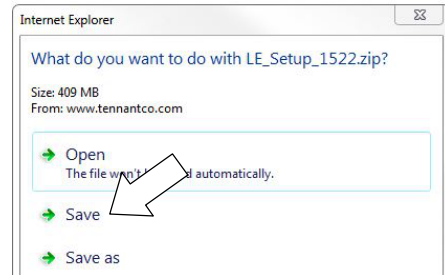 Internet Explorer
What do you want to do with LE_Setup_1522.zip?
Size: 409 MB
From: www.tennantco.com
Open
The file won't d automatically.
Save
Save as